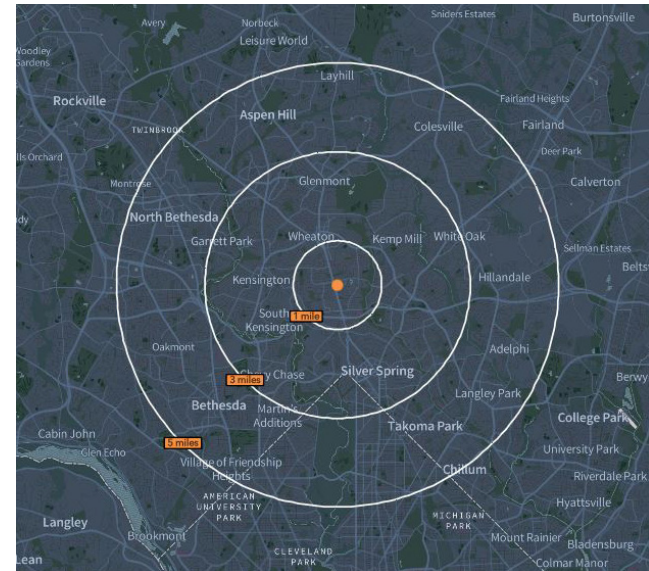 Sniders Estates
Avery
Norbeck
Burtonsville
Leisure World
Woodley
Gardens
Layhill
Rockville
Fairland Heights
Aspen Hill
TWINBROOK
Colesville
Fairland
Deer Park
lls Orchard
Glenmont
Montrose
Calverton
North Bethesda
Garrett Park
Wheaton
Kemp Mill
White Oak
Sellman Estates
Kensington
Hillandale
Belts
South
Kensington
1 mile
Oakmont
Adelphi
Silver Spring
Chevy Chase
3 miles
Berwy
Langley Park
Bethesda
Martin's
Additions
College Park
Takoma Park
Cabin John
5 miles
Glen Echo
University Park
Village of Friendship
Heights
Chillum
Riverdale Park
AMERICAN
UNIVERSITY
PARK
Hyattsville
MICHIGAN
PARK
Langley
Brookmont
Mount Rainier
Bladensburg
CLEVELAND
PARK
Lean
Colmar Manor